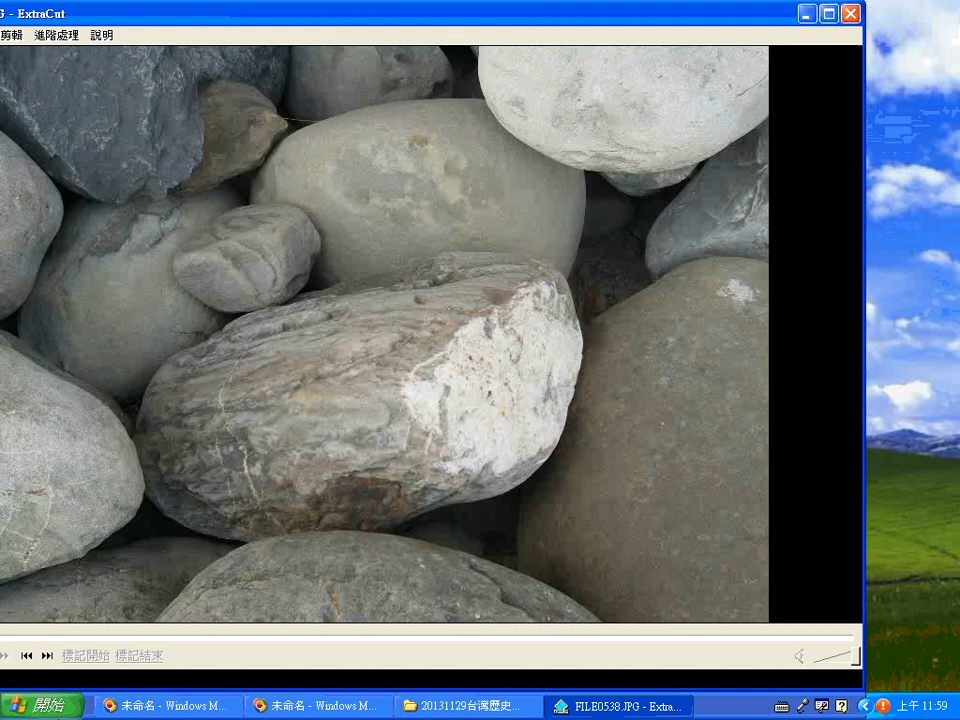 G - ExtraCut
剪輯 進階處理 說明
標記開始 標記結束
開始
未命名 - Windows M...
未命名 - Windows M...
20131129台灣歷史...
FILE0538.JPG - Extra...
上午 11:59